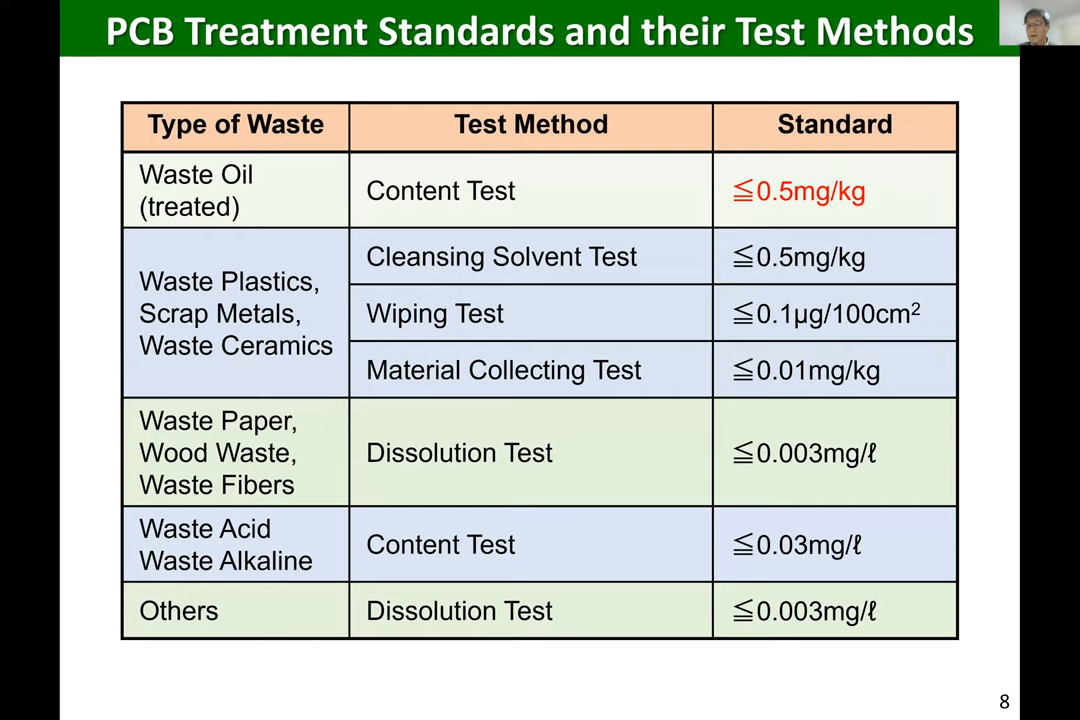 PCB Treatment Standards and their Test Methods
Type of Waste
Test Method
Standard
Waste Oil
(treated)
Content Test
≦0.5mg/kg
Waste Plastics,
Scrap Metals,
Waste Ceramics
Cleansing Solvent Test
≦0.5mg/kg
Wiping Test
≦0.1μg/100cm²
Material Collecting Test
≦0.01mg/kg
Waste Paper,
Wood Waste,
Waste Fibers
Dissolution Test
≦0.003mg/ℓ
Waste Acid
Waste Alkaline
Content Test
≦0.03mg/ℓ
Others
Dissolution Test
≦0.003mg/ℓ
8